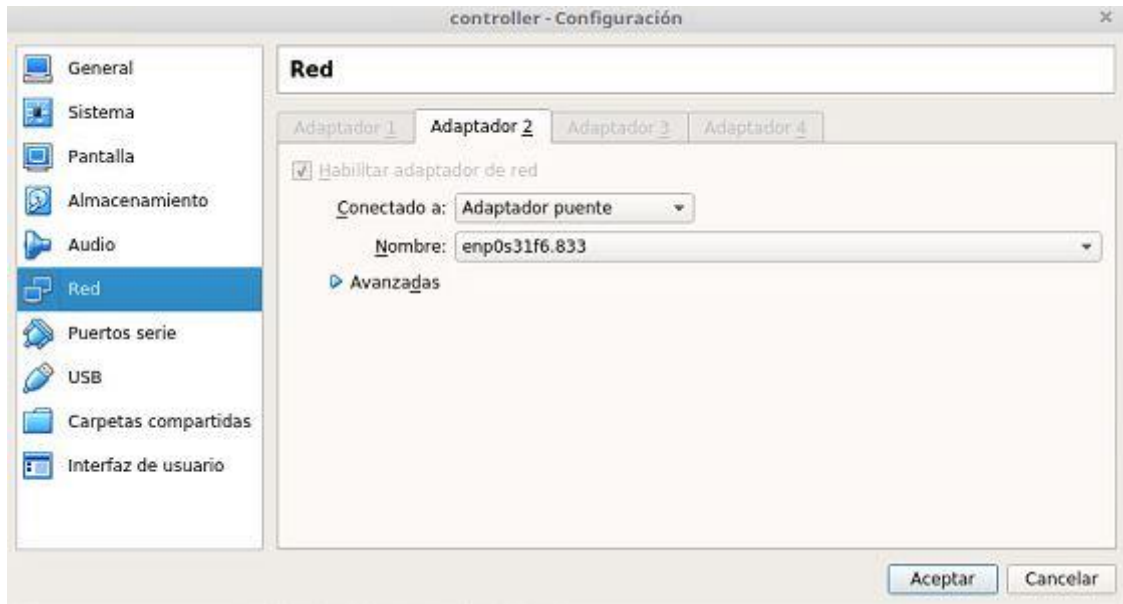 controller - Configuración
General
Sistema
Pantalla
Almacenamiento
Audio
Red
Puertos serie
USB
Carpetas compartidas
Interfaz de usuario
Red
Adaptador 1 Adaptador 2 Adaptador 3 Adaptador 4
Habilitar adaptador de red
Conectado a: Adaptador puente
Nombre: enp0s31f6.833
Avanzadas
Aceptar Cancelar